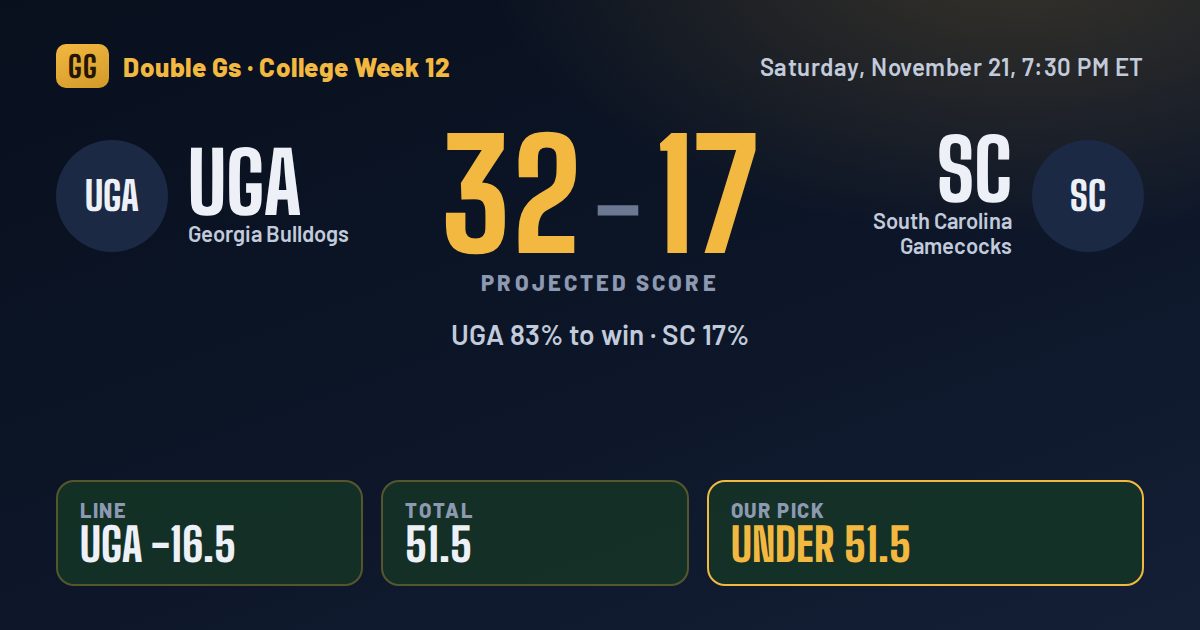 GG
Double Gs · College Week 12
Saturday, November 21, 7:30 PM ET
UGA
UGA
Georgia Bulldogs
32 – 17
PROJECTED SCORE
UGA 83% to win · SC 17%
SC
South Carolina
Gamecocks
SC
LINE
UGA −16.5
TOTAL
51.5
OUR PICK
UNDER 51.5